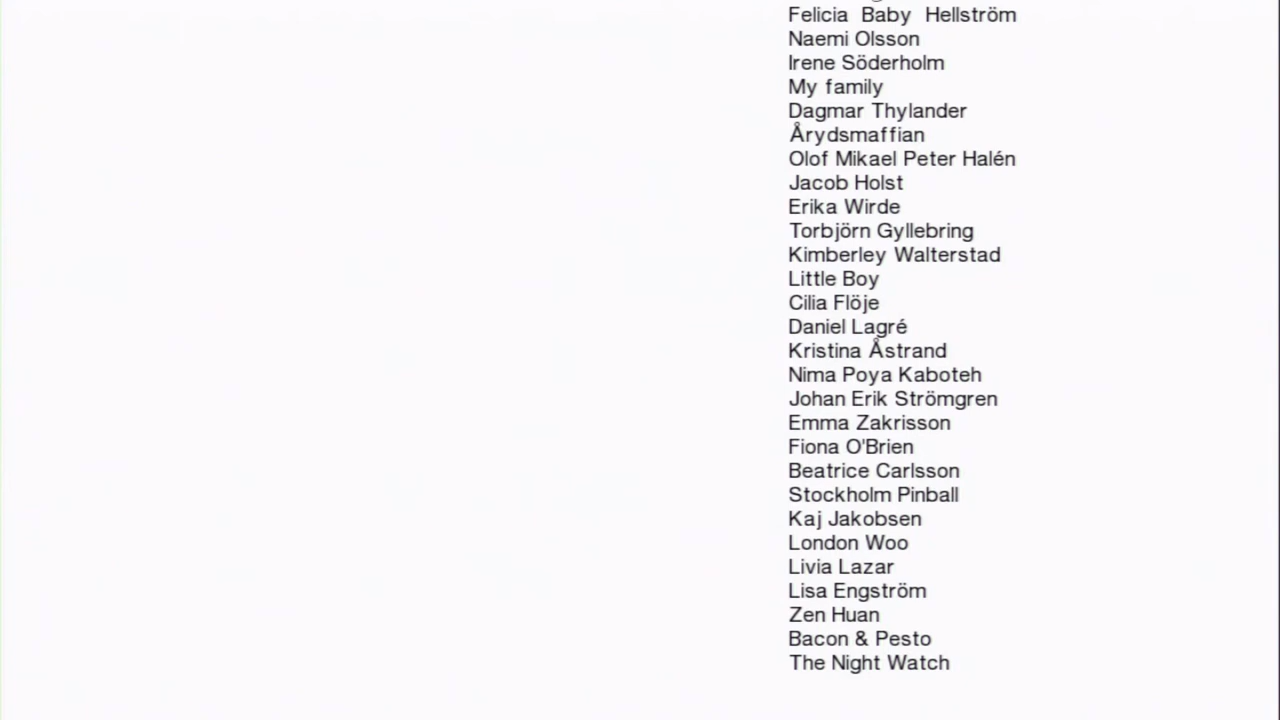 Felicia Baby Hellström
Naemi Olsson
Irene Söderholm
My family
Dagmar Thylander
Årydsmaffian
Olof Mikael Peter Halén
Jacob Holst
Erika Wirde
Torbjörn Gyllebring
Kimberley Walterstad
Little Boy
Cilia Flöje
Daniel Lagré
Kristina Åstrand
Nima Poya Kaboteh
Johan Erik Strömgren
Emma Zakrisson
Fiona O'Brien
Beatrice Carlsson
Stockholm Pinball
Kaj Jakobsen
London Woo
Livia Lazar
Lisa Engström
Zen Huan
Bacon & Pesto
The Night Watch